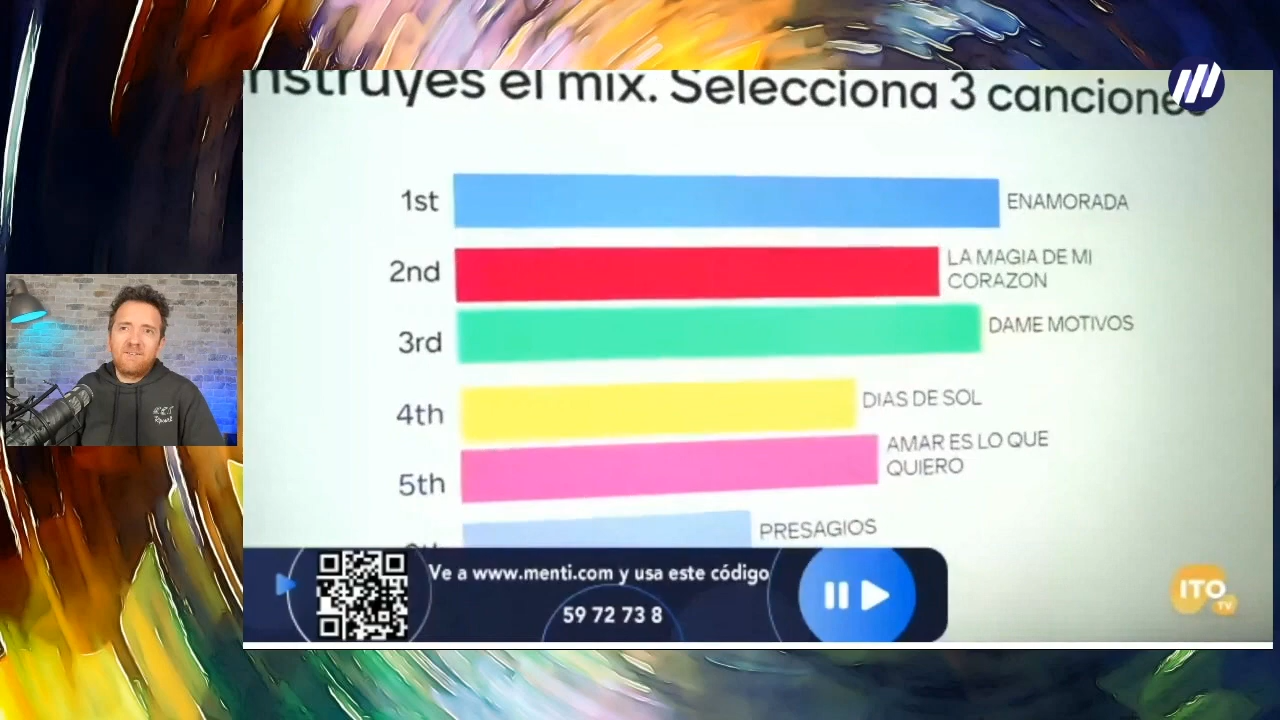 nstruyes el mix. Selecciona 3 canciones
1st
ENAMORADA
2nd
LA MAGIA DE MI
CORAZON
3rd
DAME MOTIVOS
4th
DIAS DE SOL
5th
AMAR ES LO QUE
QUIERO
PRESAGIOS
Ve a www.menti.com y usa este código
59 72 73 8
ITO
TV